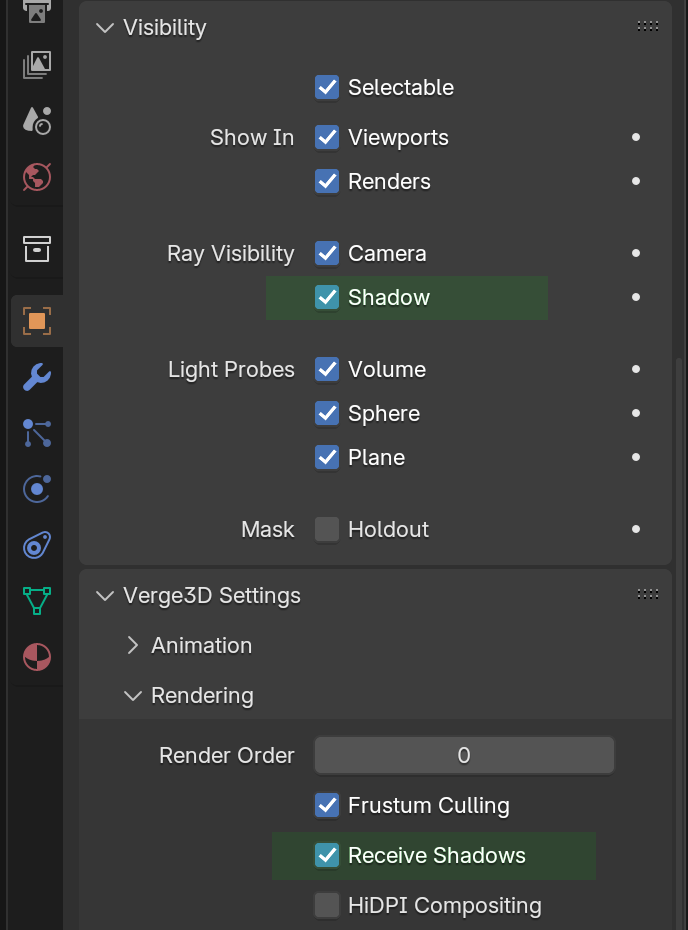 Visibility
Selectable
Show In Viewports
Renders
Ray Visibility Camera
Shadow
Light Probes Volume
Sphere
Plane
Mask Holdout
Verge3D Settings
Animation
Rendering
Render Order 0
Frustum Culling
Receive Shadows
HiDPI Compositing